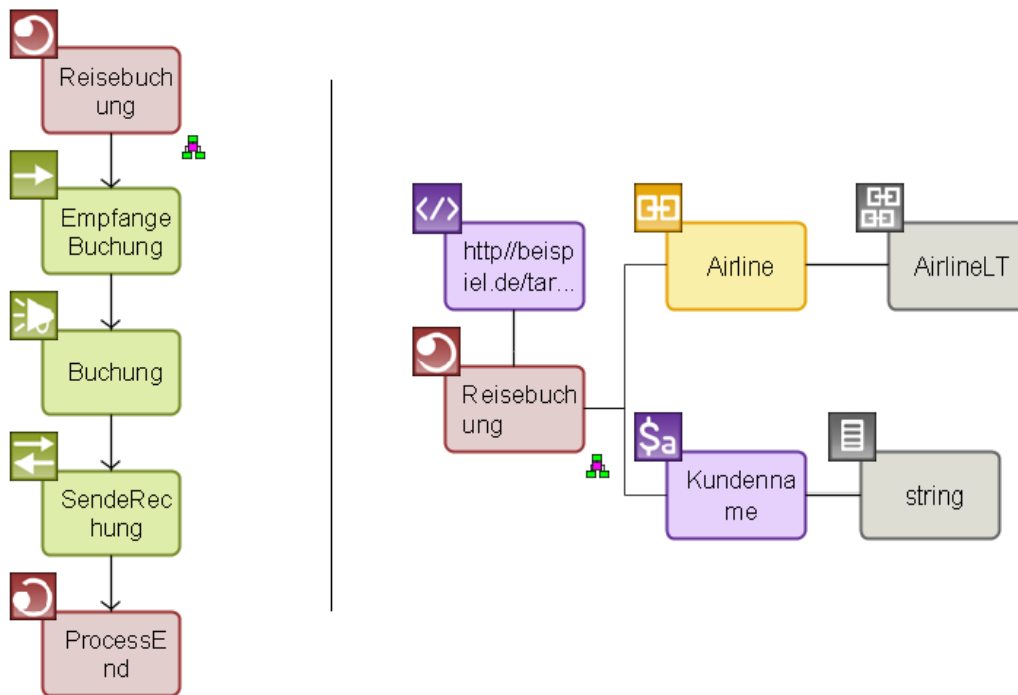 Reisebuch
ung
Empfange
Buchung
Buchung
SendeRec
hung
ProcessE
nd
</>
http//beisp
iel.de/tar...
Reisebuch
ung
Airline
AirlineLT
$a
Kundenna
me
string